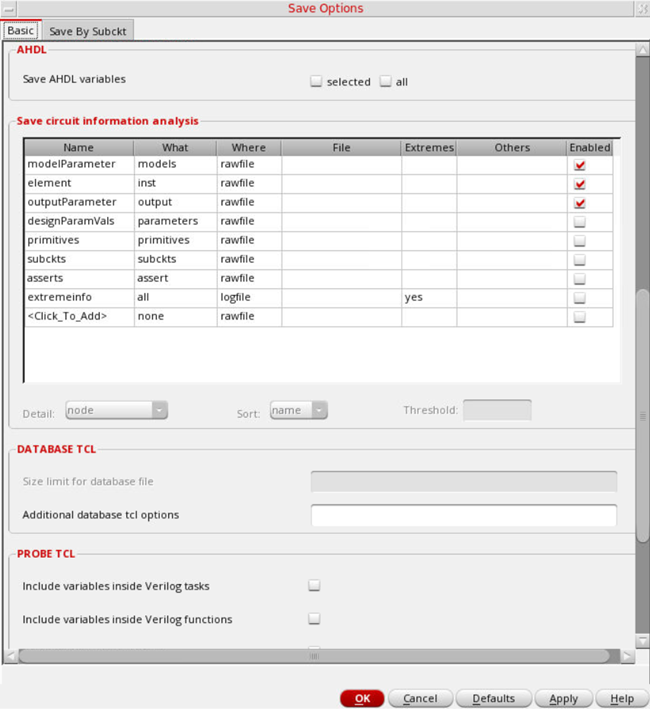 Save Options
Basic Save By Subckt
AHDL
Save AHDL variables selected all
Save circuit information analysis
Name What Where File Extremes Others Enabled
modelParameter models rawfile
element inst rawfile
outputParameter output rawfile
designParamVals parameters rawfile
primitives primitives rawfile
subckts subckts rawfile
asserts assert rawfile
extremeinfo all logfile yes
<Click_To_Add> none rawfile
Detail: node Sort: name Threshold:
DATABASE TCL
Size limit for database file
Additional database tcl options
PROBE TCL
Include variables inside Verilog tasks
Include variables inside Verilog functions
OK Cancel Defaults Apply Help